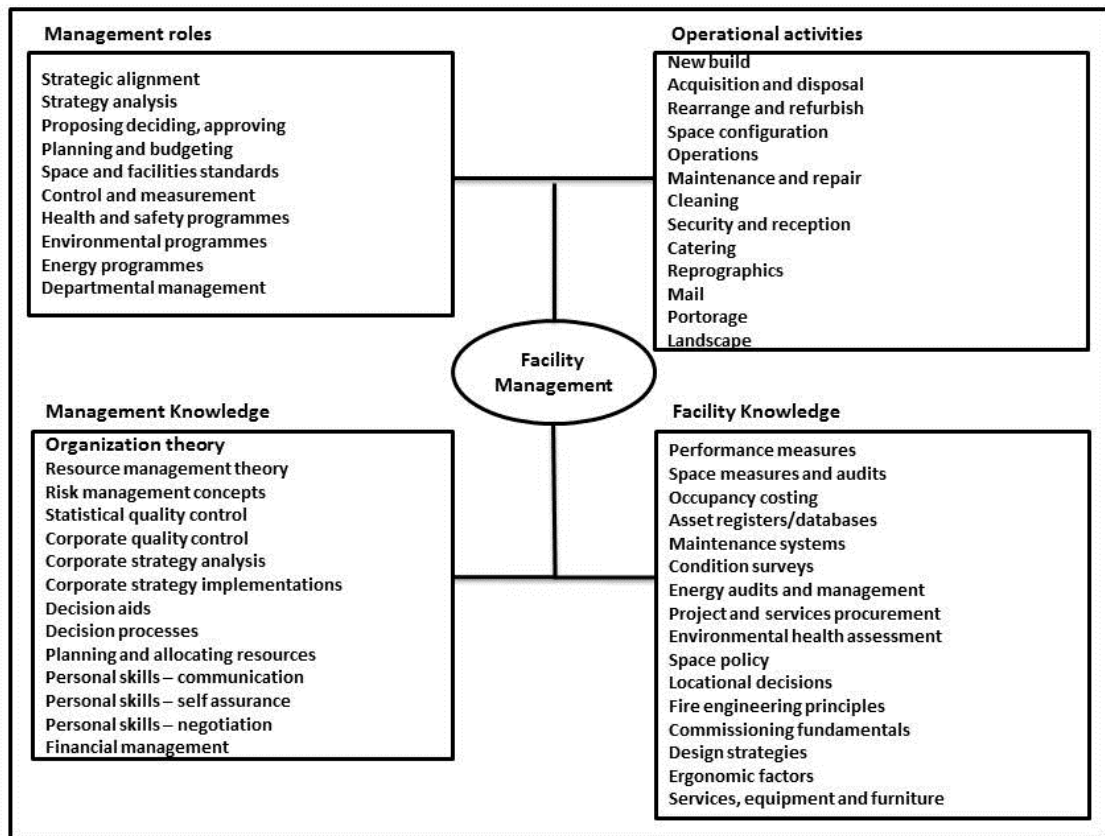 Management roles
Strategic alignment
Strategy analysis
Proposing deciding, approving
Planning and budgeting
Space and facilities standards
Control and measurement
Health and safety programmes
Environmental programmes
Energy programmes
Departmental management
Operational activities
New build
Acquisition and disposal
Rearrange and refurbish
Space configuration
Operations
Maintenance and repair
Cleaning
Security and reception
Catering
Reprographics
Mail
Portorage
Landscape
Facility
Management
Management Knowledge
Organization theory
Resource management theory
Risk management concepts
Statistical quality control
Corporate quality control
Corporate strategy analysis
Corporate strategy implementations
Decision aids
Decision processes
Planning and allocating resources
Personal skills – communication
Personal skills – self assurance
Personal skills – negotiation
Financial management
Facility Knowledge
Performance measures
Space measures and audits
Occupancy costing
Asset registers/databases
Maintenance systems
Condition surveys
Energy audits and management
Project and services procurement
Environmental health assessment
Space policy
Locational decisions
Fire engineering principles
Commissioning fundamentals
Design strategies
Ergonomic factors
Services, equipment and furniture